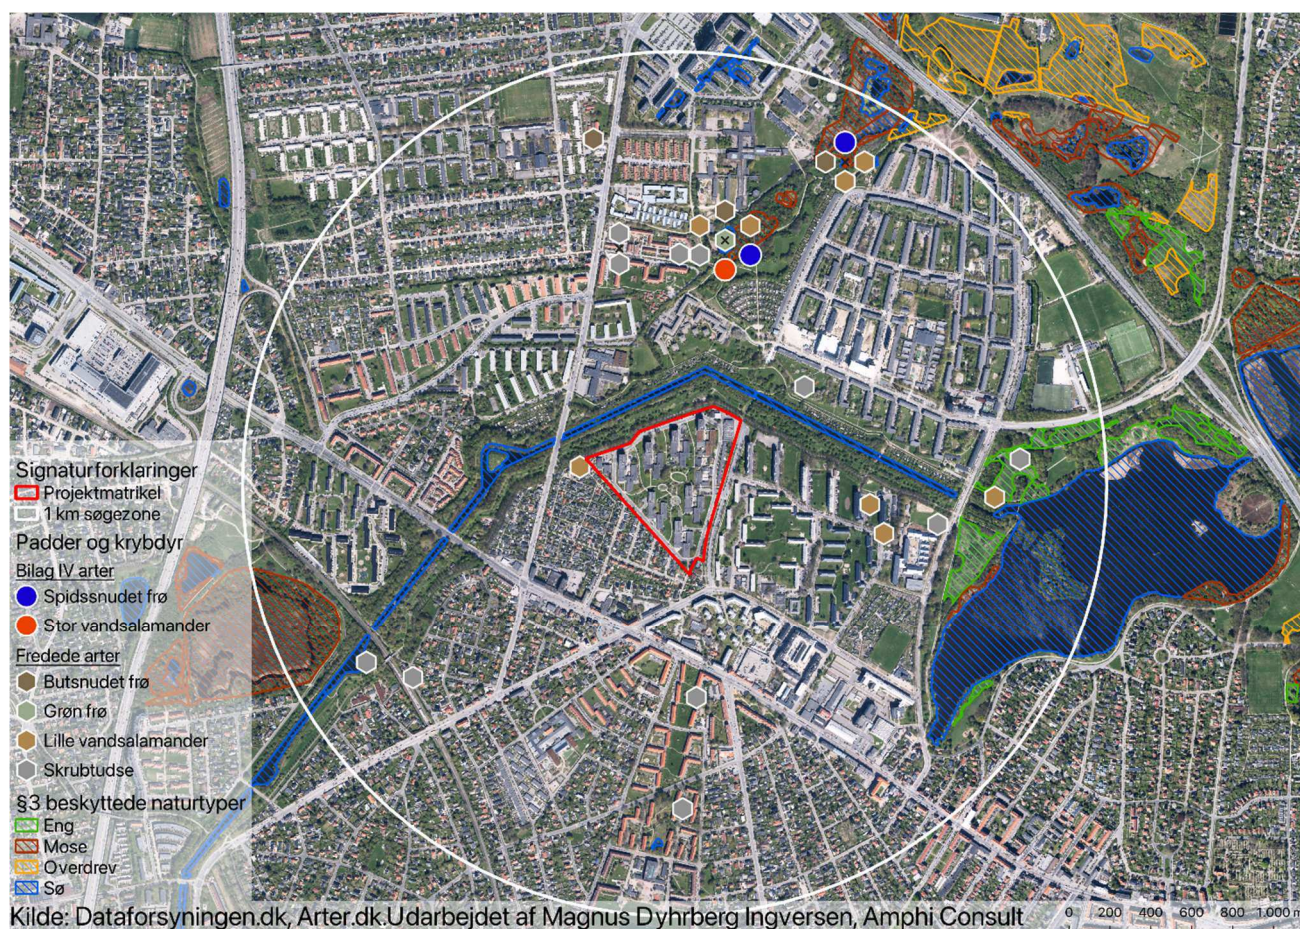 Signaturforklaringer
Projektmatrikel
1 km søgezone
Padder og krybdyr
Bilag IV arter
Spidssnudet frø
Stor vandsalamander
Fredede arter
Butsnudet frø
Grøn frø
Lille vandsalamander
Skrubtudse
§3 beskyttede naturtyper
Eng
Mose
Overdrev
Sø
Kilde: Dataforsyningen.dk, Arter.dk.Udarbejdet af Magnus Dyhrberg Ingversen, Amphi Consult
0 200 400 600 800 1.000 m